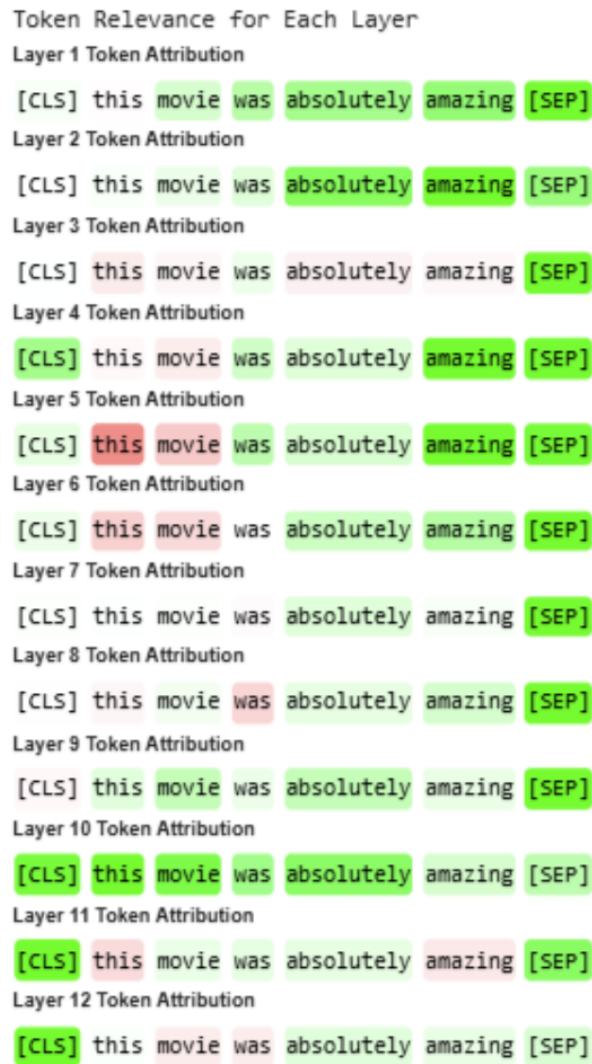 Token Relevance for Each Layer
Layer 1 Token Attribution
[CLS] this movie was absolutely amazing [SEP]
Layer 2 Token Attribution
[CLS] this movie was absolutely amazing [SEP]
Layer 3 Token Attribution
[CLS] this movie was absolutely amazing [SEP]
Layer 4 Token Attribution
[CLS] this movie was absolutely amazing [SEP]
Layer 5 Token Attribution
[CLS] this movie was absolutely amazing [SEP]
Layer 6 Token Attribution
[CLS] this movie was absolutely amazing [SEP]
Layer 7 Token Attribution
[CLS] this movie was absolutely amazing [SEP]
Layer 8 Token Attribution
[CLS] this movie was absolutely amazing [SEP]
Layer 9 Token Attribution
[CLS] this movie was absolutely amazing [SEP]
Layer 10 Token Attribution
[CLS] this movie was absolutely amazing [SEP]
Layer 11 Token Attribution
[CLS] this movie was absolutely amazing [SEP]
Layer 12 Token Attribution
[CLS] this movie was absolutely amazing [SEP]